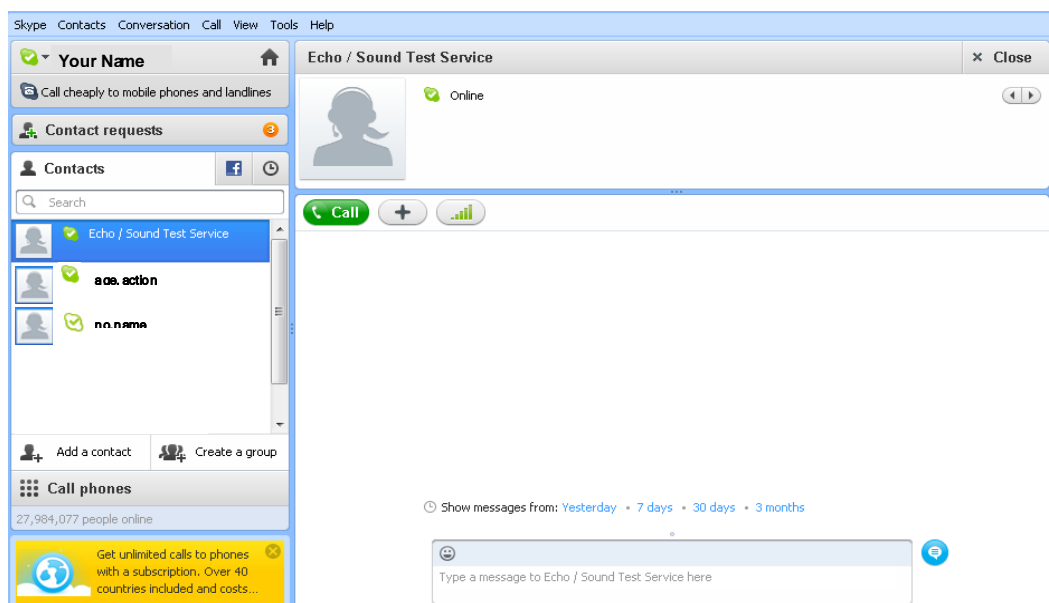 Skype Contacts Conversation Call View Tools Help
Your Name
Call cheaply to mobile phones and landlines
Contact requests 3
Contacts
Search
Echo / Sound Test Service
age.action
no.name
Add a contact Create a group
Call phones
27,984,077 people online
Get unlimited calls to phones
with a subscription. Over 40
countries included and costs...
Echo / Sound Test Service × Close
Online
Call
Show messages from: Yesterday • 7 days • 30 days • 3 months
Type a message to Echo / Sound Test Service here